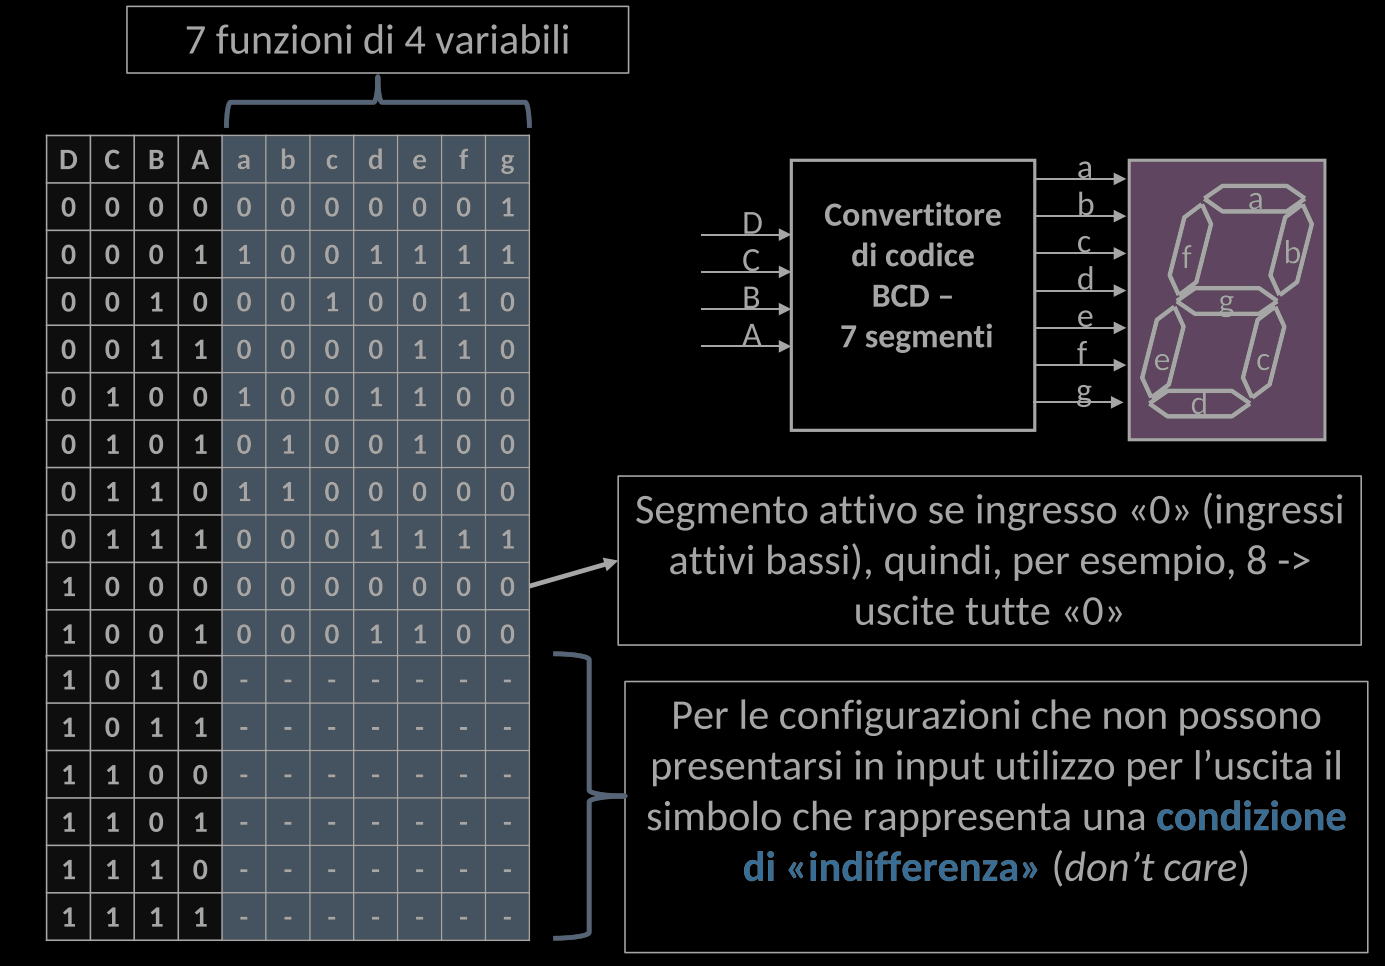 7 funzioni di 4 variabili
D C B A a b c d e f g
0 0 0 0 0 0 0 0 0 0 1
0 0 0 1 1 0 0 1 1 1 1
0 0 1 0 0 0 1 0 0 1 0
0 0 1 1 0 0 0 0 1 1 0
0 1 0 0 1 0 0 1 1 0 0
0 1 0 1 0 1 0 0 1 0 0
0 1 1 0 1 1 0 0 0 0 0
0 1 1 1 0 0 0 1 1 1 1
1 0 0 0 0 0 0 0 0 0 0
1 0 0 1 0 0 0 1 1 0 0
1 0 1 0 - - - - - - -
1 0 1 1 - - - - - - -
1 1 0 0 - - - - - - -
1 1 0 1 - - - - - - -
1 1 1 0 - - - - - - -
1 1 1 1 - - - - - - -
D
C
B
A
Convertitore
di codice
BCD –
7 segmenti
a
b
c
d
e
f
g
a
f b
g
e c
d
Segmento attivo se ingresso «0» (ingressi
attivi bassi), quindi, per esempio, 8 ->
uscite tutte «0»
Per le configurazioni che non possono
presentarsi in input utilizzo per l’uscita il
simbolo che rappresenta una condizione
di «indifferenza» (don’t care)